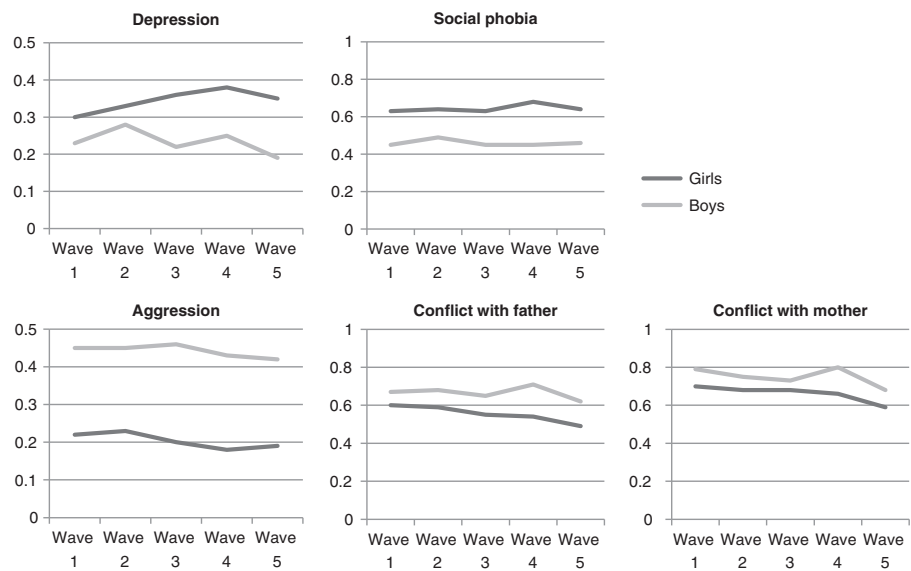 Depression
0.5
0.4
0.3
0.2
0.1
0
Wave 1
Wave 2
Wave 3
Wave 4
Wave 5
Social phobia
1
0.8
0.6
0.4
0.2
0
Wave 1
Wave 2
Wave 3
Wave 4
Wave 5
Girls
Boys
Aggression
0.5
0.4
0.3
0.2
0.1
0
Wave 1
Wave 2
Wave 3
Wave 4
Wave 5
Conflict with father
1
0.8
0.6
0.4
0.2
0
Wave 1
Wave 2
Wave 3
Wave 4
Wave 5
Conflict with mother
1
0.8
0.6
0.4
0.2
0
Wave 1
Wave 2
Wave 3
Wave 4
Wave 5